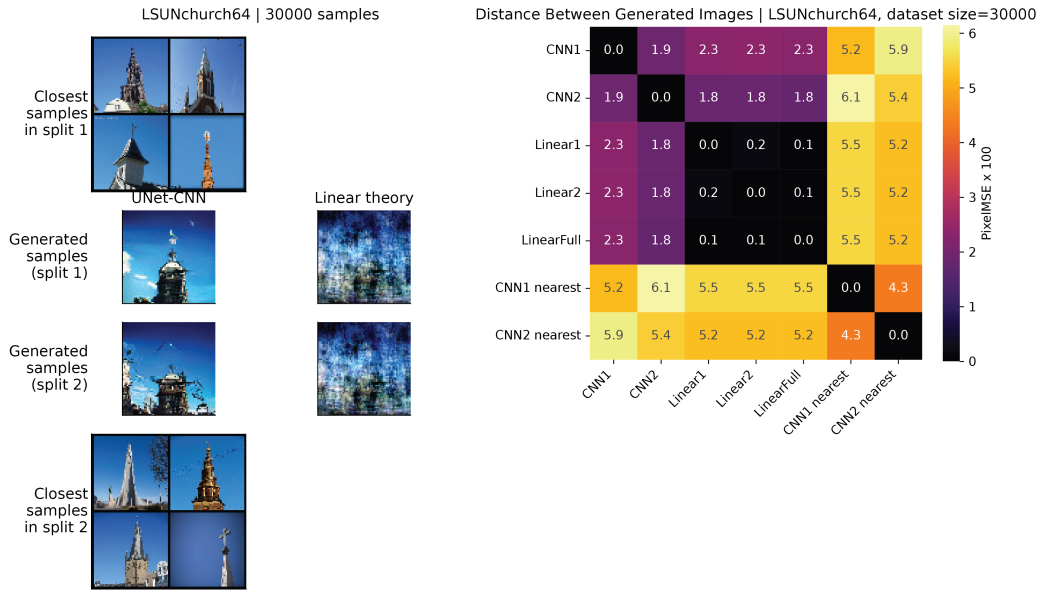 LSUNchurch64 | 30000 samples
Closest
samples
in split 1
UNet-CNN
Linear theory
Generated
samples
(split 1)
Generated
samples
(split 2)
Closest
samples
in split 2
Distance Between Generated Images | LSUNchurch64, dataset size=30000
CNN1 0.0 1.9 2.3 2.3 2.3 5.2 5.9
CNN2 1.9 0.0 1.8 1.8 1.8 6.1 5.4
Linear1 2.3 1.8 0.0 0.2 0.1 5.5 5.2
Linear2 2.3 1.8 0.2 0.0 0.1 5.5 5.2
LinearFull 2.3 1.8 0.1 0.1 0.0 5.5 5.2
CNN1 nearest 5.2 6.1 5.5 5.5 5.5 0.0 4.3
CNN2 nearest 5.9 5.4 5.2 5.2 5.2 4.3 0.0
CNN1 CNN2 Linear1 Linear2 LinearFull CNN1 nearest CNN2 nearest
6
5
4
3
2
1
0
PixelMSE x 100